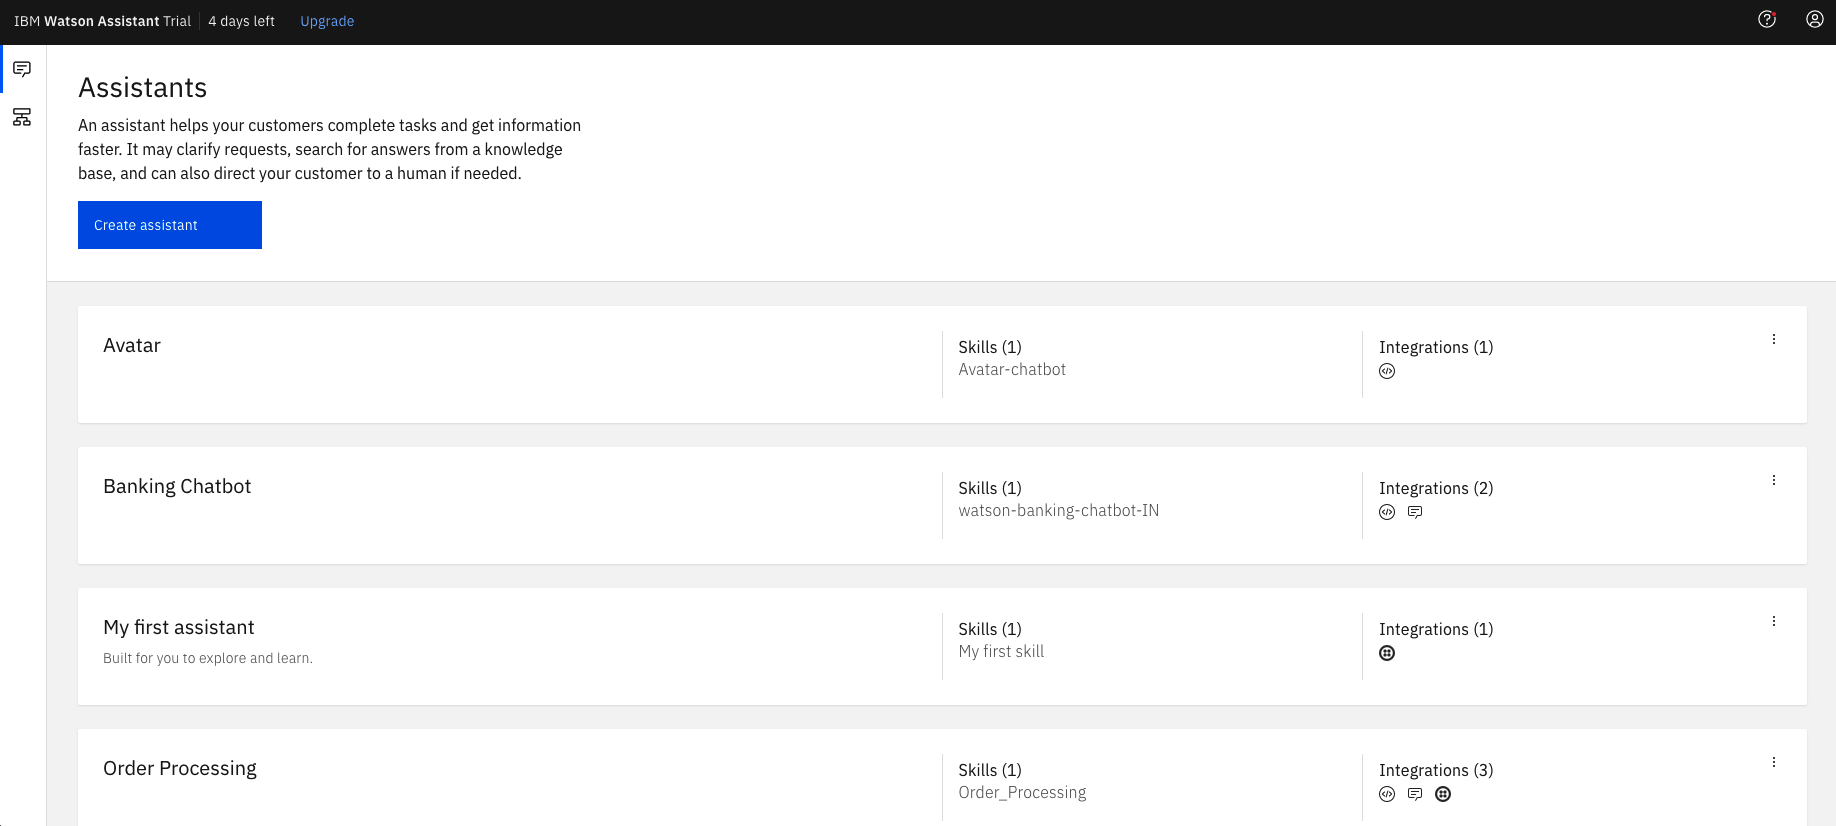 IBM Watson Assistant Trial 4 days left Upgrade
Assistants
An assistant helps your customers complete tasks and get information
faster. It may clarify requests, search for answers from a knowledge
base, and can also direct your customer to a human if needed.
Create assistant
Avatar
Skills (1)
Avatar-chatbot
Integrations (1)
Banking Chatbot
Skills (1)
watson-banking-chatbot-IN
Integrations (2)
My first assistant
Built for you to explore and learn.
Skills (1)
My first skill
Integrations (1)
Order Processing
Skills (1)
Order_Processing
Integrations (3)